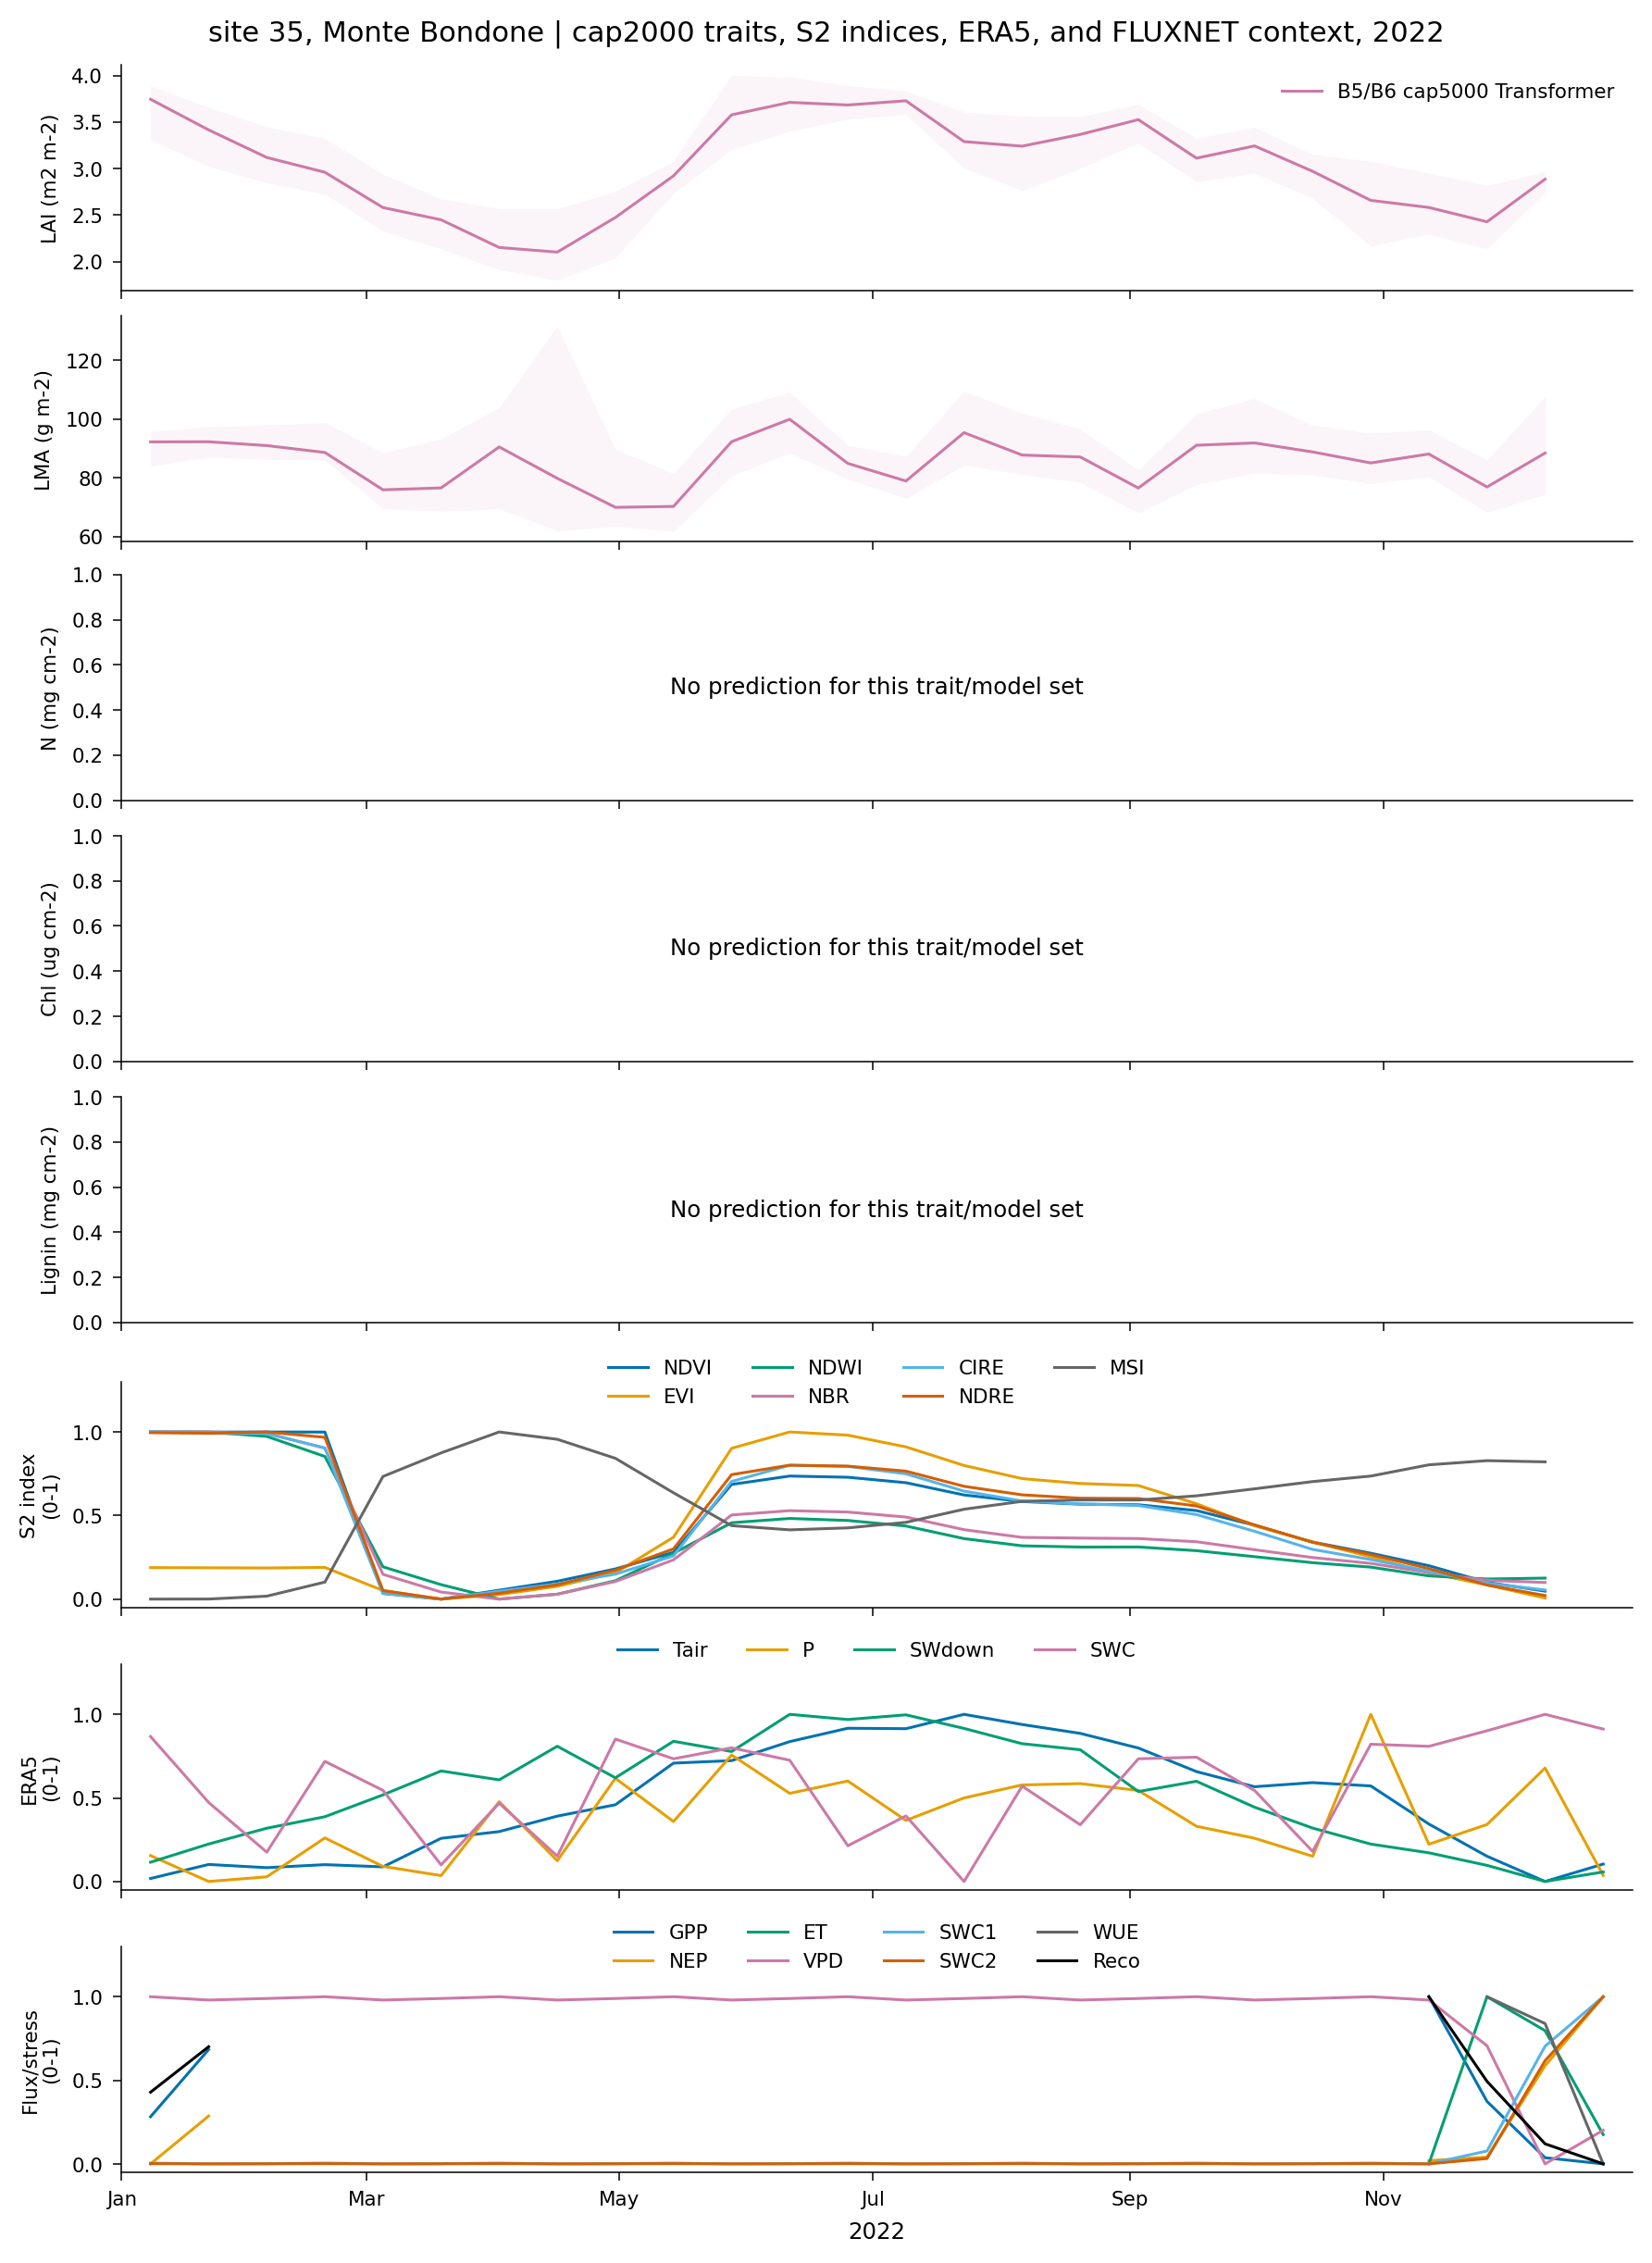 site 35, Monte Bondone | cap2000 traits, S2 indices, ERA5, and FLUXNET context, 2022
B5/B6 cap5000 Transformer
LAI (m2 m-2)
4.0
3.5
3.0
2.5
2.0
LMA (g m-2)
120
100
80
60
N (mg cm-2)
1.0
0.8
0.6
0.4
0.2
0.0
No prediction for this trait/model set
Chl (ug cm-2)
1.0
0.8
0.6
0.4
0.2
0.0
No prediction for this trait/model set
Lignin (mg cm-2)
1.0
0.8
0.6
0.4
0.2
0.0
No prediction for this trait/model set
NDVI NDWI CIRE MSI
EVI NBR NDRE
S2 index
(0-1)
1.0
0.5
0.0
Tair P SWdown SWC
ERA5
(0-1)
1.0
0.5
0.0
GPP ET SWC1 WUE
NEP VPD SWC2 Reco
Flux/stress
(0-1)
1.0
0.5
0.0
Jan Mar May Jul Sep Nov
2022